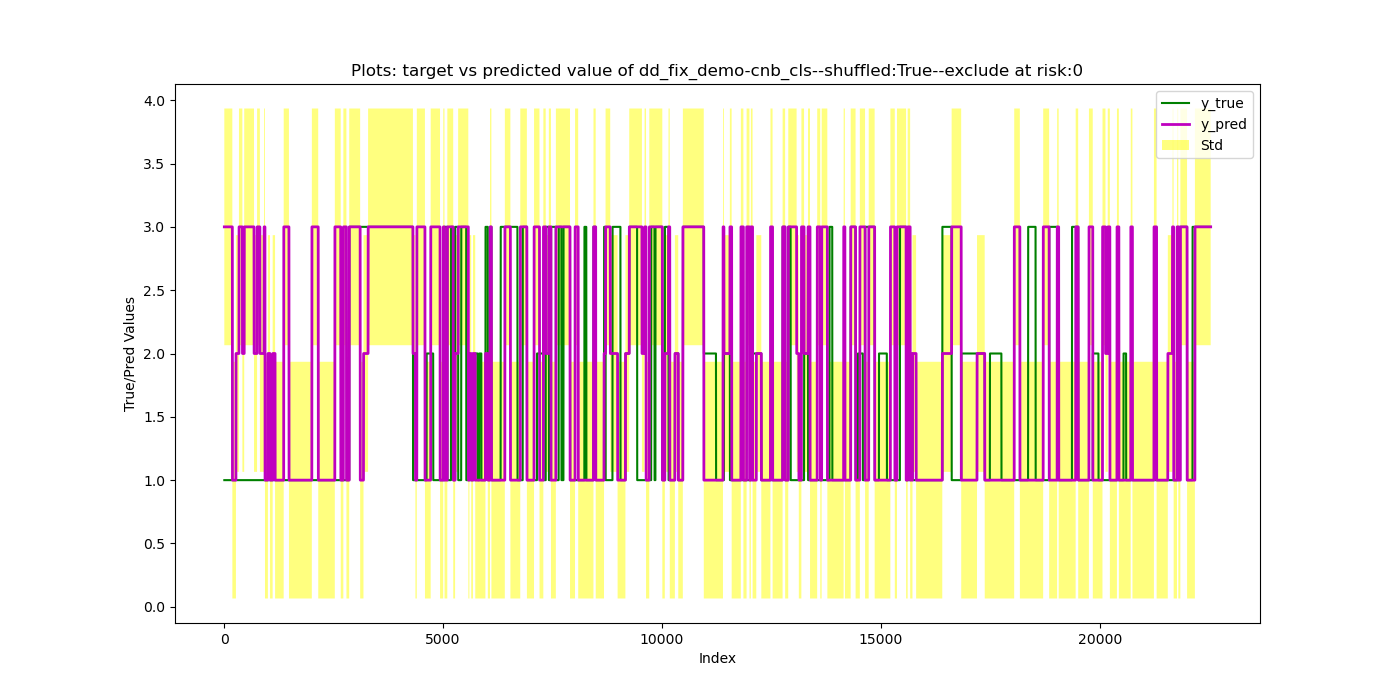 Plots: target vs predicted value of dd_fix_demo-cnb_cls--shuffled:True--exclude at risk:0
y_true
y_pred
Std
4.0
3.5
3.0
2.5
2.0
1.5
1.0
0.5
0.0
True/Pred Values
0
5000
10000
15000
20000
Index